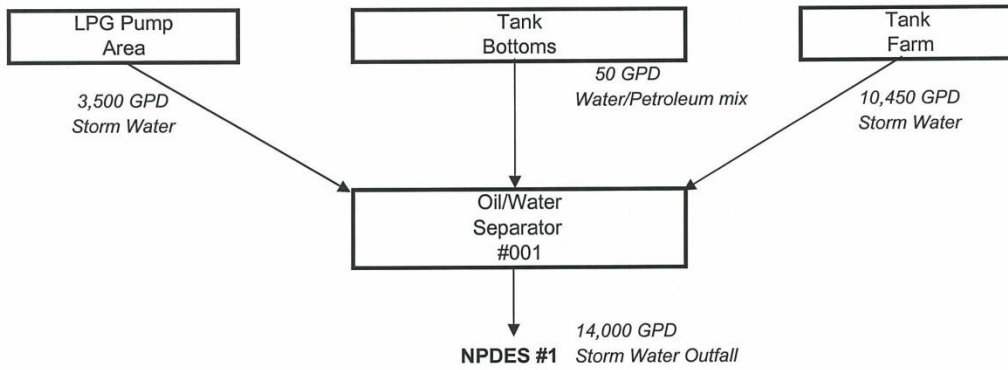 LPG Pump
Area
Tank
Bottoms
Tank
Farm
3,500 GPD
Storm Water
50 GPD
Water/Petroleum mix
10,450 GPD
Storm Water
Oil/Water
Separator
#001
14,000 GPD
NPDES #1 Storm Water Outfall